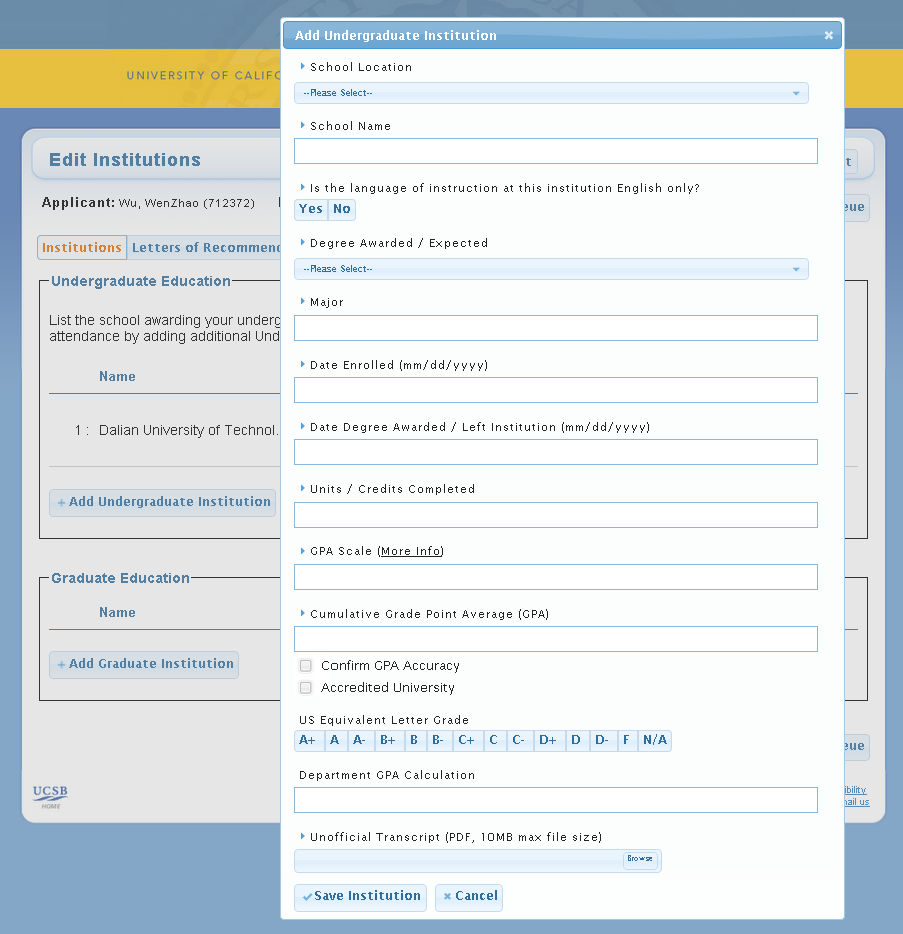 UNIVERSITY OF CALIFO
Edit Institutions
Applicant: Wu, WenZhao (712372)
Institutions
Letters of Recommend
Undergraduate Education
List the school awarding your underg
attendance by adding additional Und
Name
1 : Dalian University of Technol.
+ Add Undergraduate Institution
Graduate Education
Name
+ Add Graduate Institution
UCSB
HOME
t
eue
eue
ibility
nail us
Add Undergraduate Institution
School Location
--Please Select--
School Name
Is the language of instruction at this institution English only?
Yes No
Degree Awarded / Expected
--Please Select--
Major
Date Enrolled (mm/dd/yyyy)
Date Degree Awarded / Left Institution (mm/dd/yyyy)
Units / Credits Completed
GPA Scale (More Info)
Cumulative Grade Point Average (GPA)
Confirm GPA Accuracy
Accredited University
US Equivalent Letter Grade
A+ A A- B+ B B- C+ C C- D+ D D- F N/A
Department GPA Calculation
Unofficial Transcript (PDF, 10MB max file size)
Browse
Save Institution
Cancel